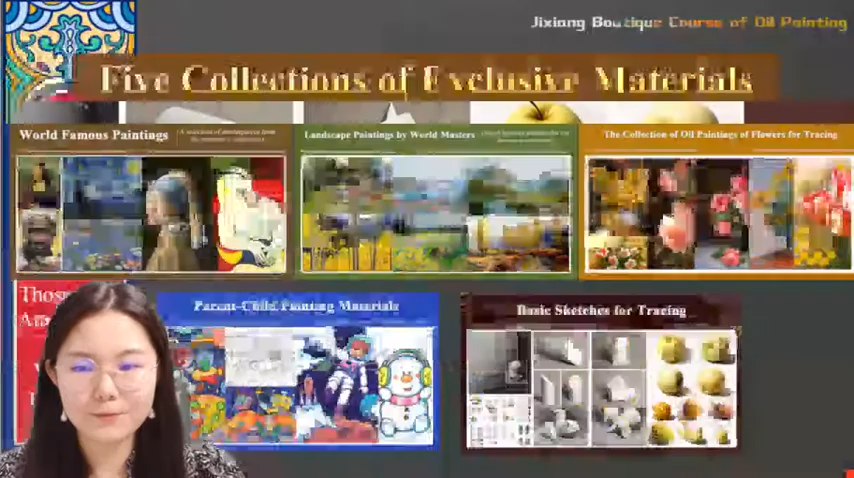 Jixiang Boutique Course of Oil Painting
Five Collections of Exclusive Materials
World Famous Paintings
Landscape Paintings by World Masters
The Collection of Oil Paintings of Flowers for Tracing
Parent-Child Painting Materials
Basic Sketches for Tracing